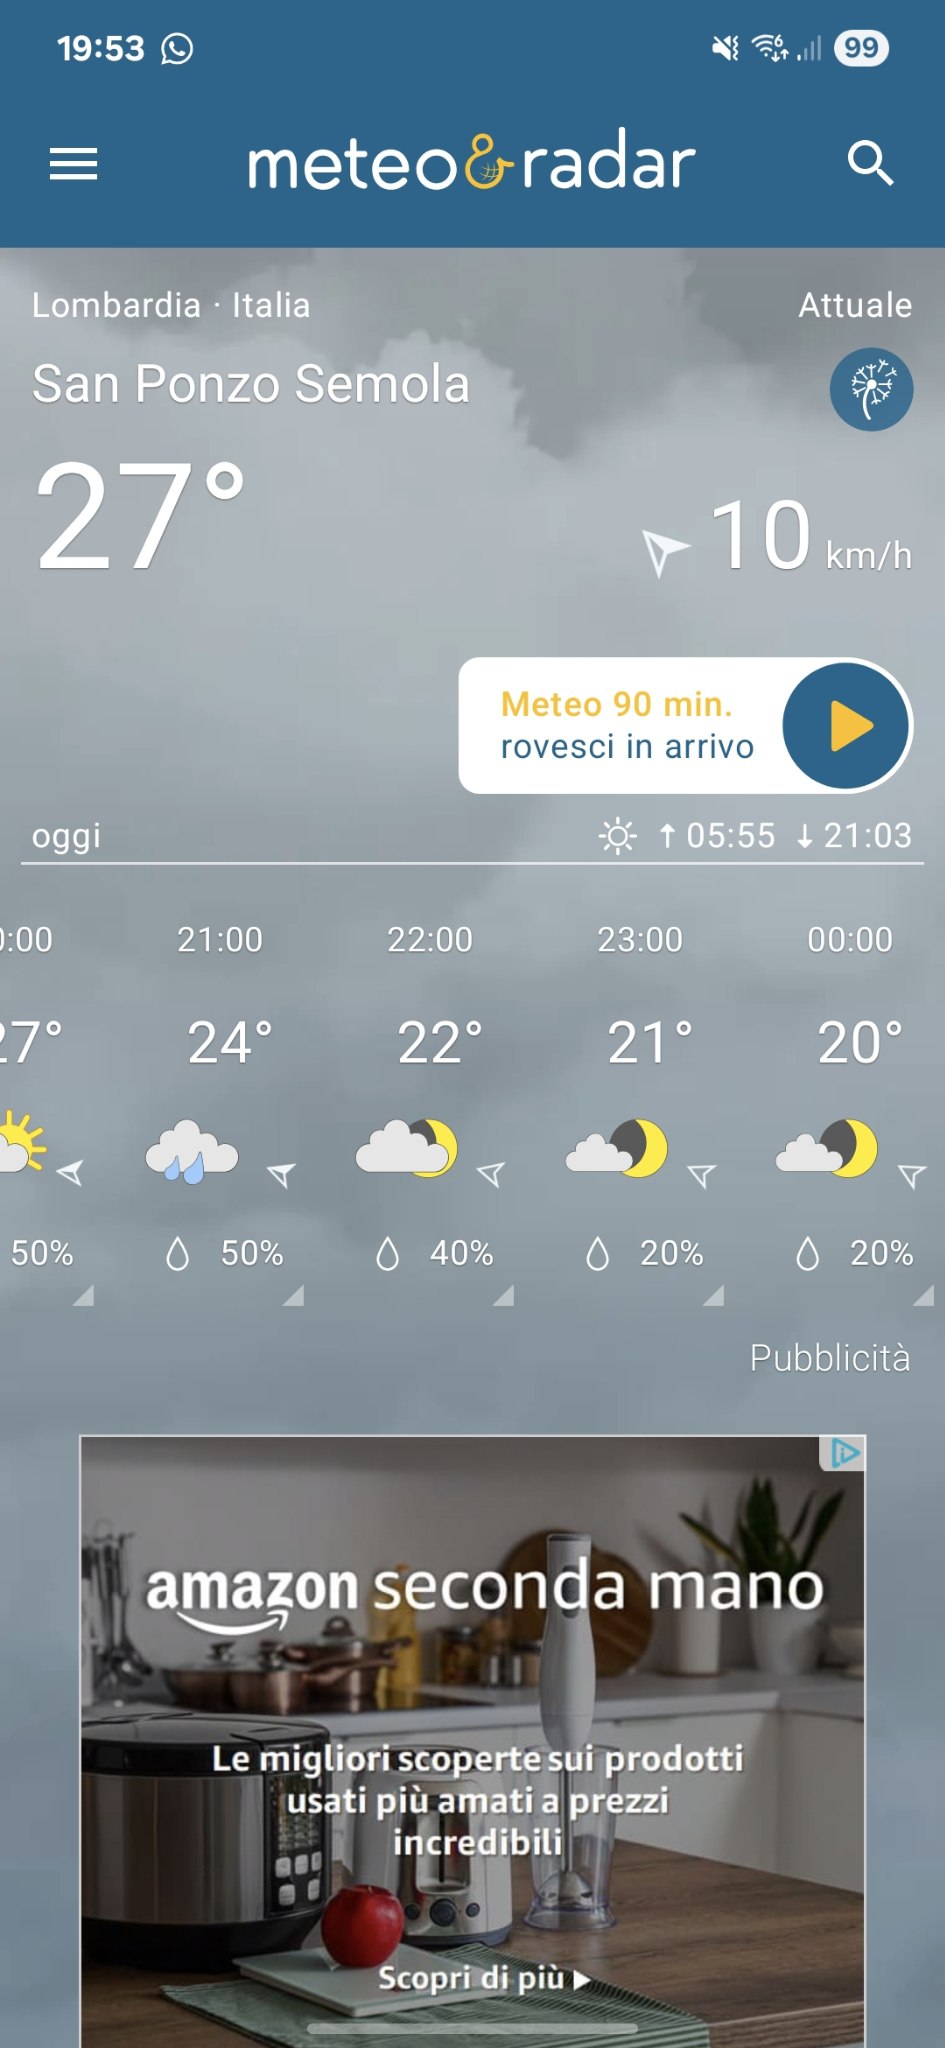 19:53
99
meteo&radar
Lombardia · Italia
Attuale
San Ponzo Semola
27°
10 km/h
Meteo 90 min.
rovesci in arrivo
oggi
↑ 05:55 ↓ 21:03
:00 21:00 22:00 23:00 00:00
27° 24° 22° 21° 20°
50% 50% 40% 20% 20%
Pubblicità
amazon seconda mano
Le migliori scoperte sui prodotti
usati più amati a prezzi
incredibili
Scopri di più ▸